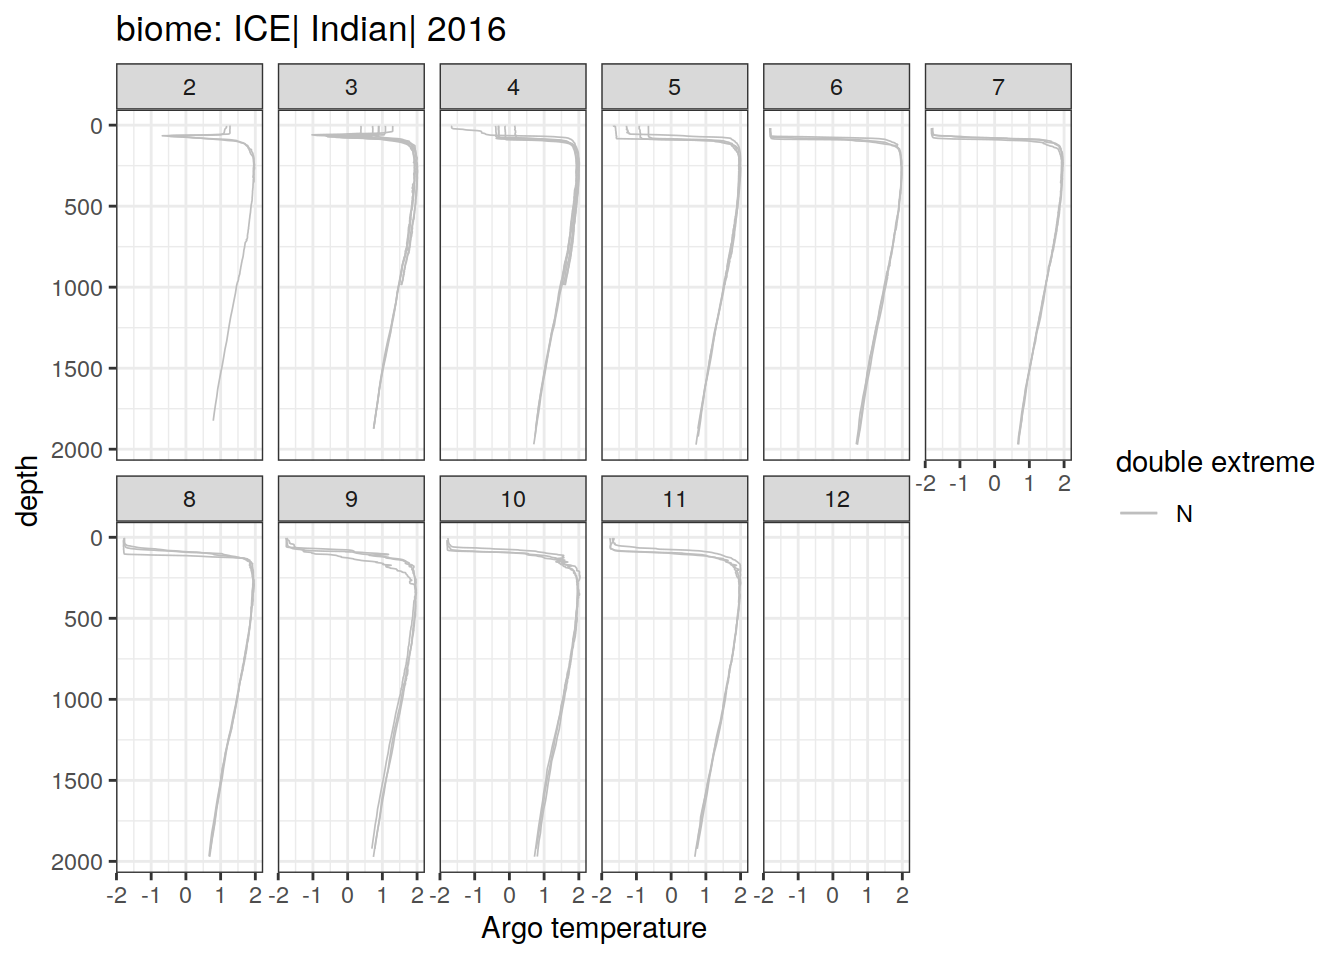 biome: ICE| Indian| 2016
2 3 4 5 6 7
0
500
1000
1500
2000
-2 -1 0 1 2
8 9 10 11 12
0
500
1000
1500
2000
-2 -1 0 1 2 -2 -1 0 1 2 -2 -1 0 1 2 -2 -1 0 1 2 -2 -1 0 1 2
Argo temperature
depth
double extreme
N